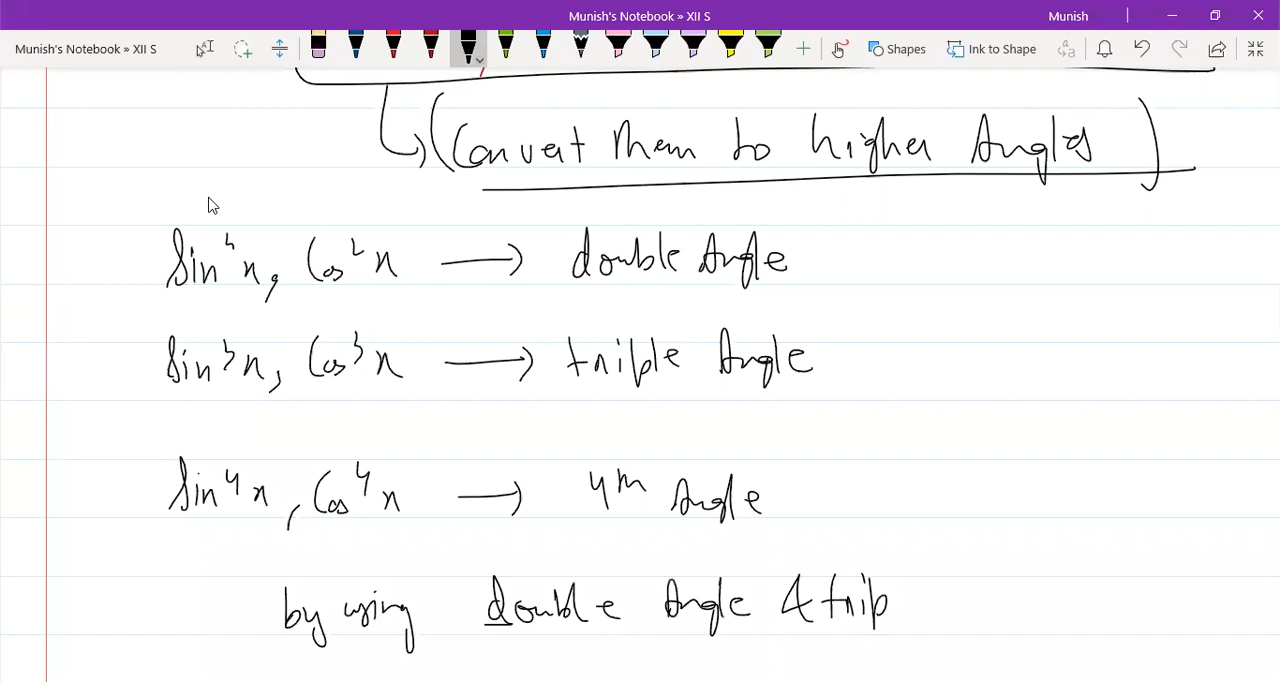 Munish's Notebook » XII S
Munish
Munish's Notebook » XII S
Shapes
Ink to Shape
(Convert them to higher Angles)
Sin²x, Cos²x → double Angle
Sin³x, Cos³x → triple Angle
Sin⁴x, Cos⁴x → 4th Angle
by using double Angle & trip